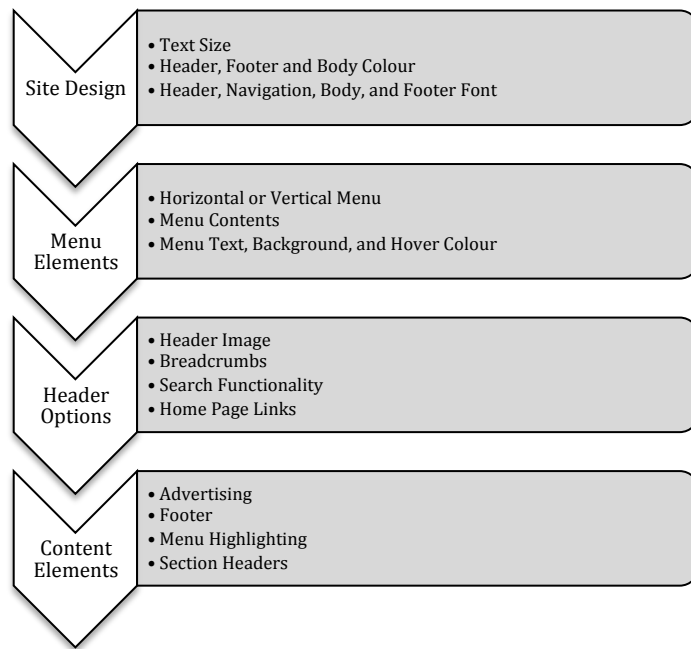 Site Design
• Text Size
• Header, Footer and Body Colour
• Header, Navigation, Body, and Footer Font
Menu
Elements
• Horizontal or Vertical Menu
• Menu Contents
• Menu Text, Background, and Hover Colour
Header
Options
• Header Image
• Breadcrumbs
• Search Functionality
• Home Page Links
Content
Elements
• Advertising
• Footer
• Menu Highlighting
• Section Headers